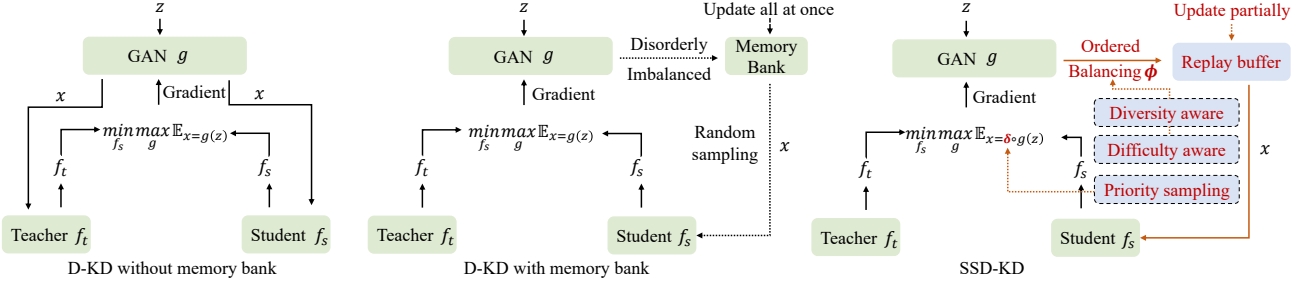 z
GAN g
x
x
Gradient
min max 𝔼x=g(z)
fs g
ft
fs
Teacher ft
Student fs
D-KD without memory bank
z
Update all at once
GAN g
Disorderly
Imbalanced
Memory
Bank
Gradient
min max 𝔼x=g(z)
fs g
Random
sampling
x
ft
fs
Teacher ft
Student fs
D-KD with memory bank
z
Update partially
GAN g
Ordered
Balancing ϕ
Replay buffer
Gradient
Diversity aware
min max 𝔼x=δ∘g(z)
fs g
Difficulty aware
x
ft
fs
Priority sampling
Teacher ft
Student fs
SSD-KD